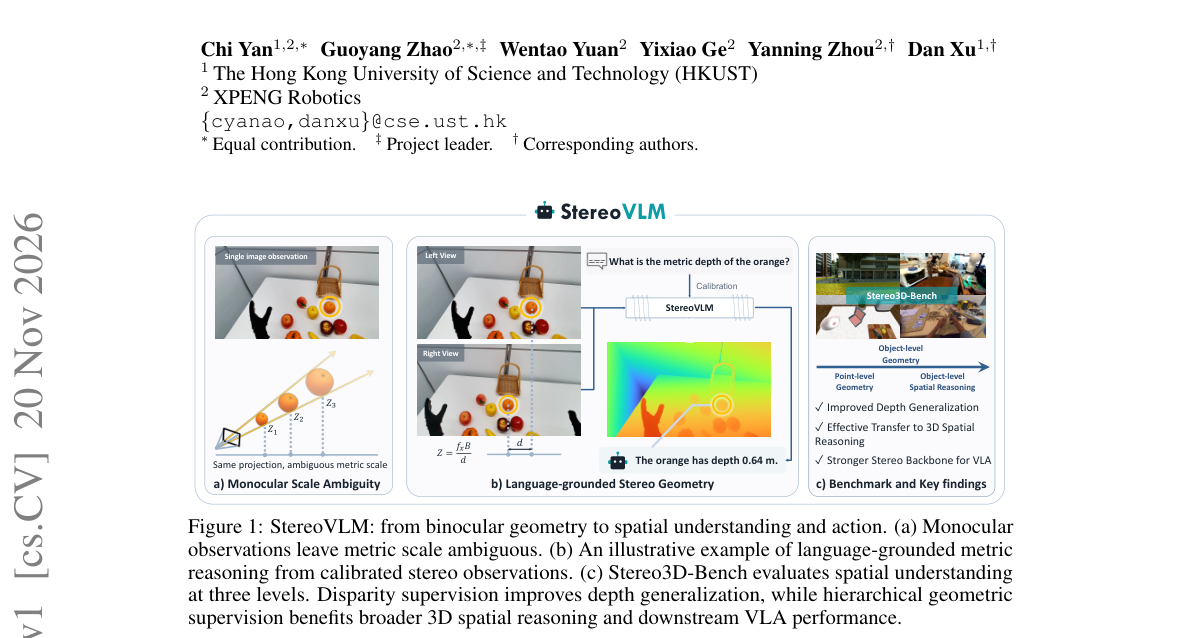 Chi Yan1,2,* Guoyang Zhao2,*,‡ Wentao Yuan2 Yixiao Ge2 Yanning Zhou2,† Dan Xu1,†
1 The Hong Kong University of Science and Technology (HKUST)
2 XPENG Robotics
{cyanao,danxu}@cse.ust.hk
* Equal contribution. ‡ Project leader. † Corresponding authors.
v1 [cs.CV] 20 Nov 2026
StereoVLM
Single image observation
Z1
Z2
Z3
Same projection, ambiguous metric scale
a) Monocular Scale Ambiguity
Left View
Right View
Z = fxB / d
d
What is the metric depth of the orange?
Calibration
StereoVLM
The orange has depth 0.64 m.
b) Language-grounded Stereo Geometry
Stereo3D-Bench
Object-level
Geometry
Point-level
Geometry
Object-level
Spatial Reasoning
✓ Improved Depth Generalization
✓ Effective Transfer to 3D Spatial
Reasoning
✓ Stronger Stereo Backbone for VLA
c) Benchmark and Key findings
Figure 1: StereoVLM: from binocular geometry to spatial understanding and action. (a) Monocular
observations leave metric scale ambiguous. (b) An illustrative example of language-grounded metric
reasoning from calibrated stereo observations. (c) Stereo3D-Bench evaluates spatial understanding
at three levels. Disparity supervision improves depth generalization, while hierarchical geometric
supervision benefits broader 3D spatial reasoning and downstream VLA performance.